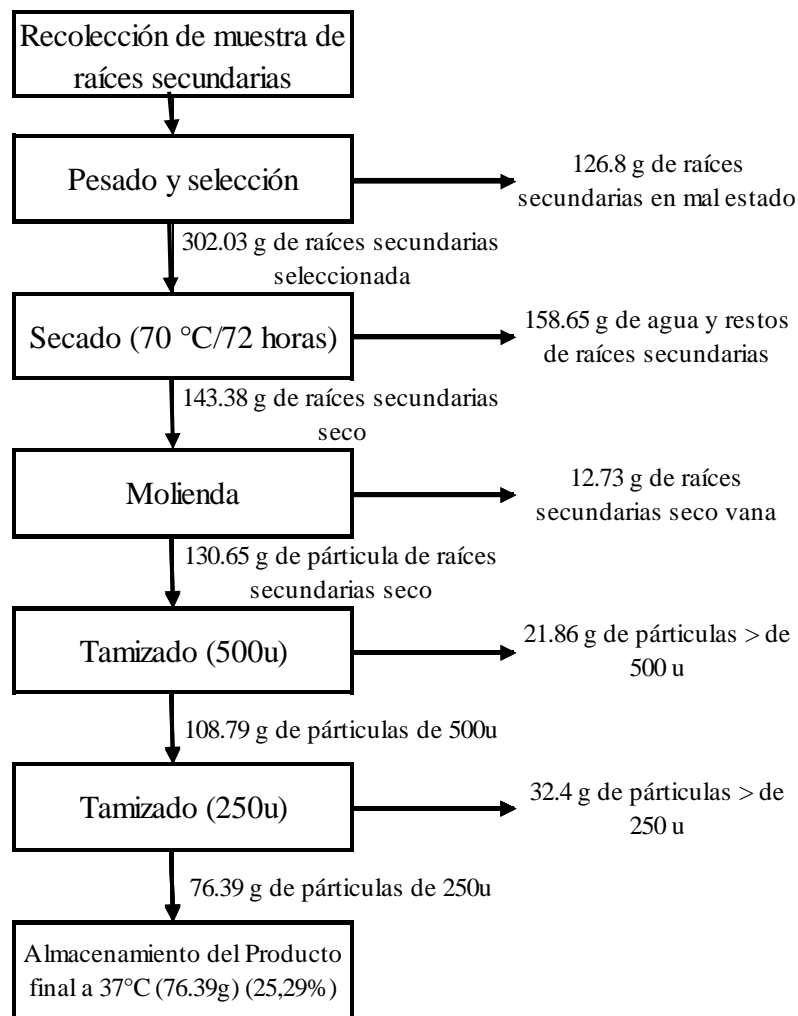 Recolección de muestra de
raíces secundarias
Pesado y selección
126.8 g de raíces
secundarias en mal estado
302.03 g de raíces secundarias
seleccionada
Secado (70 °C/72 horas)
158.65 g de agua y restos
de raíces secundarias
143.38 g de raíces secundarias
seco
Molienda
12.73 g de raíces
secundarias seco vana
130.65 g de párticula de raíces
secundarias seco
Tamizado (500u)
21.86 g de párticulas > de
500 u
108.79 g de párticulas de 500u
Tamizado (250u)
32.4 g de párticulas > de
250 u
76.39 g de párticulas de 250u
Almacenamiento del Producto
final a 37°C (76.39g) (25,29%)